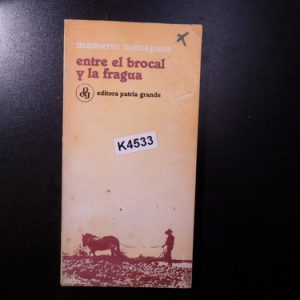 mamerto menapace
entre el brocal
y la fragua
editora patria grande
K4533